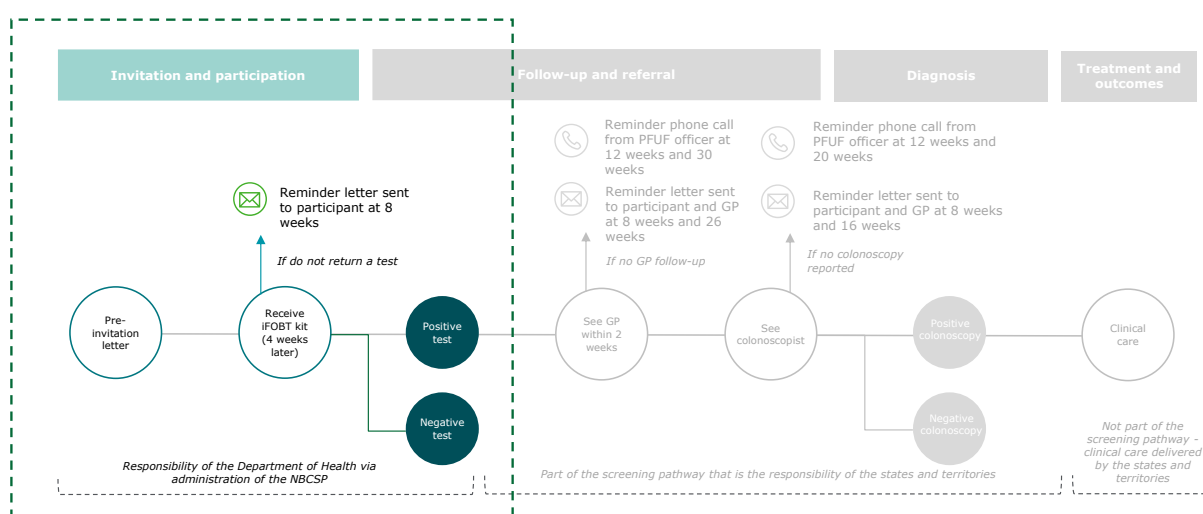 Invitation and participation
Follow-up and referral
Diagnosis
Treatment and
outcomes
Reminder letter sent
to participant at 8
weeks
If do not return a test
Reminder phone call
from PFUF officer at
12 weeks and 30
weeks
Reminder letter sent
to participant and GP
at 8 weeks and 26
weeks
If no GP follow-up
Reminder phone call from
PFUF officer at 12 weeks and
20 weeks
Reminder letter sent to
participant and GP at 8 weeks
and 16 weeks
If no colonoscopy
reported
Pre-
invitation
letter
Receive
iFOBT kit
(4 weeks
later)
Positive
test
Negative
test
See GP
within 2
weeks
See
colonoscopist
Positive
colonoscopy
Negative
colonoscopy
Clinical
care
Responsibility of the Department of Health via
administration of the NBCSP
Part of the screening pathway that is the responsibility of the states and territories
Not part of the
screening pathway -
clinical care delivered
by the states and
territories